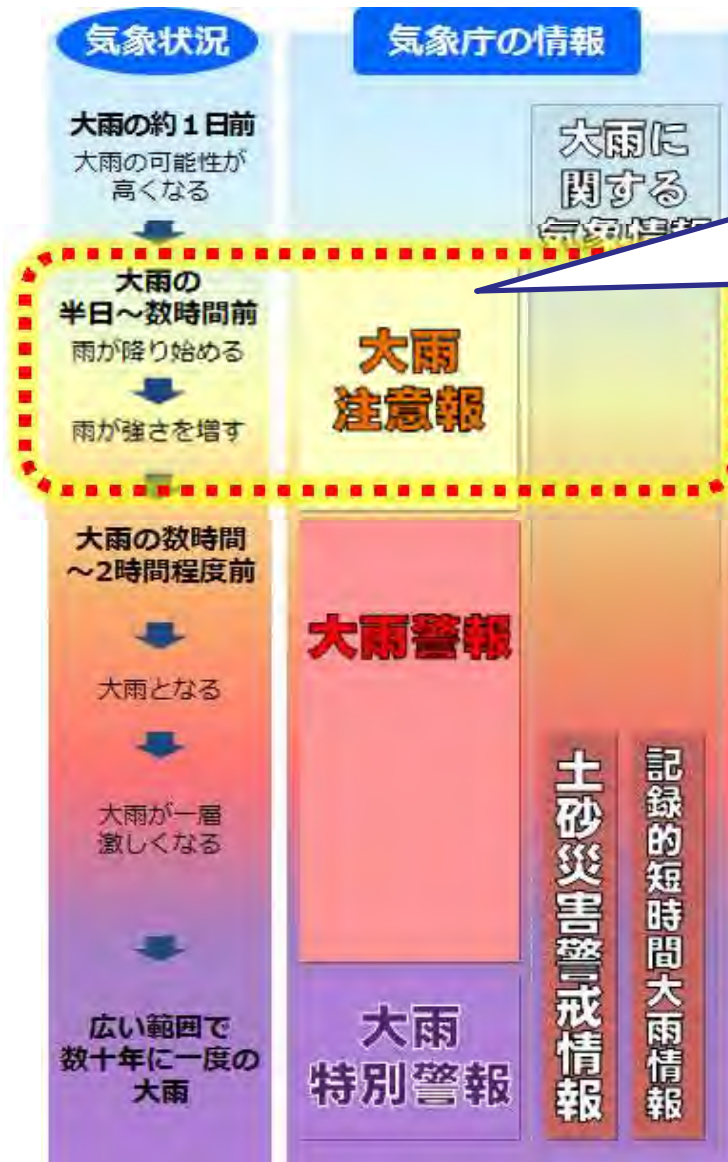 気象状況
気象庁の情報
大雨の約1日前
大雨の可能性が
高くなる
大雨に
関する
気象情報
大雨の
半日～数時間前
雨が降り始める
雨が強さを増す
大雨
注意報
大雨の数時間
～2時間程度前
大雨となる
大雨が一層
激しくなる
大雨警報
土砂災害警戒情報
記録的短時間大雨情報
広い範囲で
数十年に一度の
大雨
大雨
特別警報